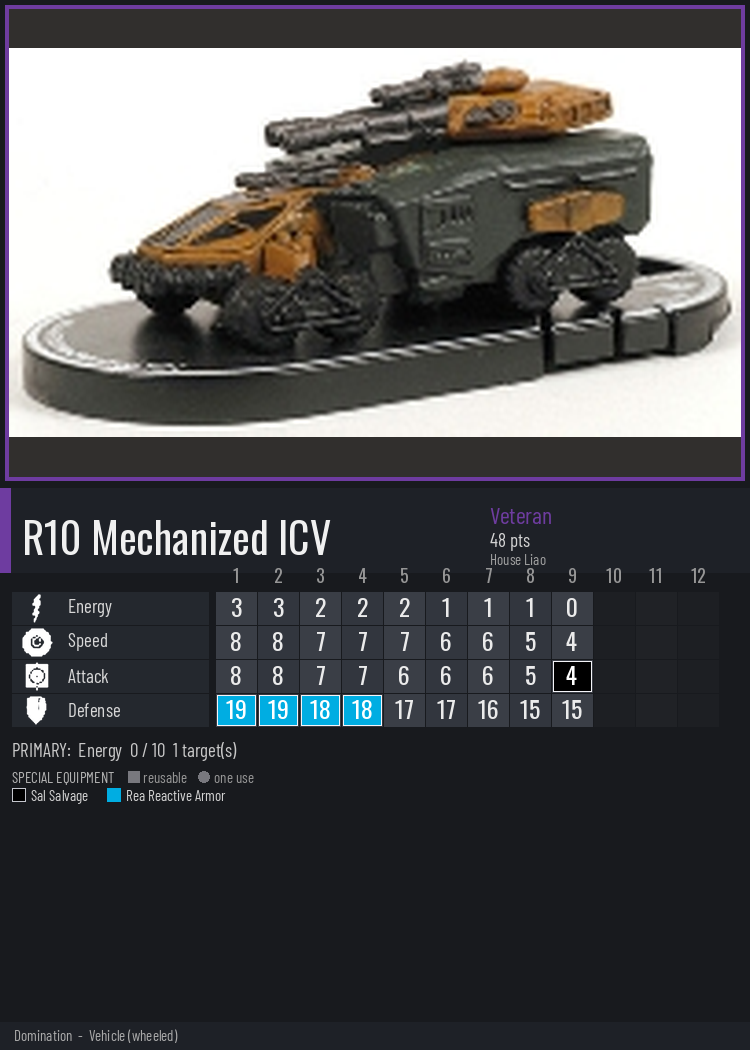 R10 Mechanized ICV
Veteran
48 pts
House Liao
1 2 3 4 5 6 7 8 9 10 11 12
Energy 3 3 2 2 2 1 1 1 0
Speed 8 8 7 7 7 6 6 5 4
Attack 8 8 7 7 6 6 6 5 4
Defense 19 19 18 18 17 17 16 15 15
PRIMARY: Energy 0 / 10 1 target(s)
SPECIAL EQUIPMENT reusable one use
Sal Salvage Rea Reactive Armor
Domination - Vehicle (wheeled)